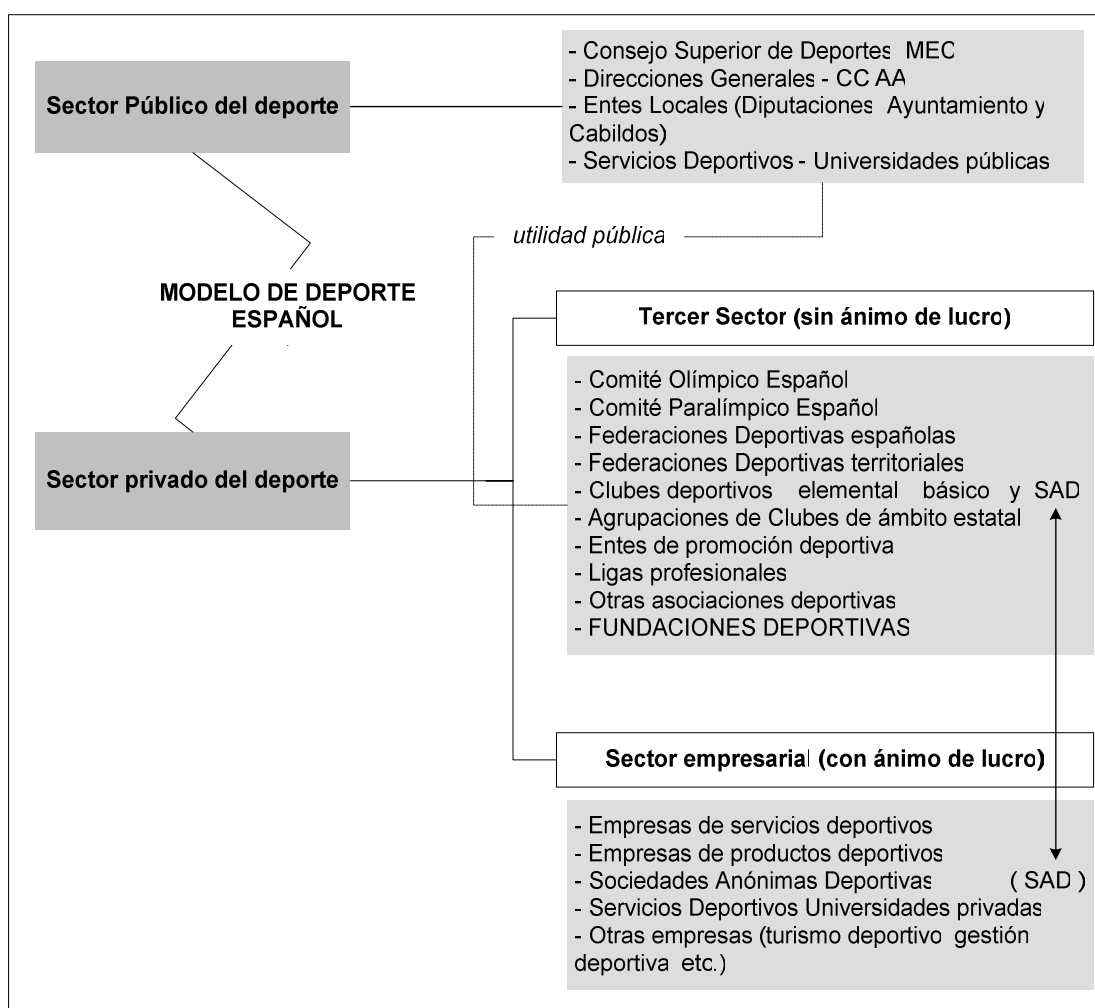 Sector Público del deporte
- Consejo Superior de Deportes MEC
- Direcciones Generales - CC AA
- Entes Locales (Diputaciones Ayuntamiento y
Cabildos)
- Servicios Deportivos - Universidades públicas
utilidad pública
MODELO DE DEPORTE
ESPAÑOL
Sector privado del deporte
Tercer Sector (sin ánimo de lucro)
- Comité Olímpico Español
- Comité Paralímpico Español
- Federaciones Deportivas españolas
- Federaciones Deportivas territoriales
- Clubes deportivos elemental básico y SAD
- Agrupaciones de Clubes de ámbito estatal
- Entes de promoción deportiva
- Ligas profesionales
- Otras asociaciones deportivas
- FUNDACIONES DEPORTIVAS
Sector empresarial (con ánimo de lucro)
- Empresas de servicios deportivos
- Empresas de productos deportivos
- Sociedades Anónimas Deportivas ( SAD )
- Servicios Deportivos Universidades privadas
- Otras empresas (turismo deportivo gestión
deportiva etc.)